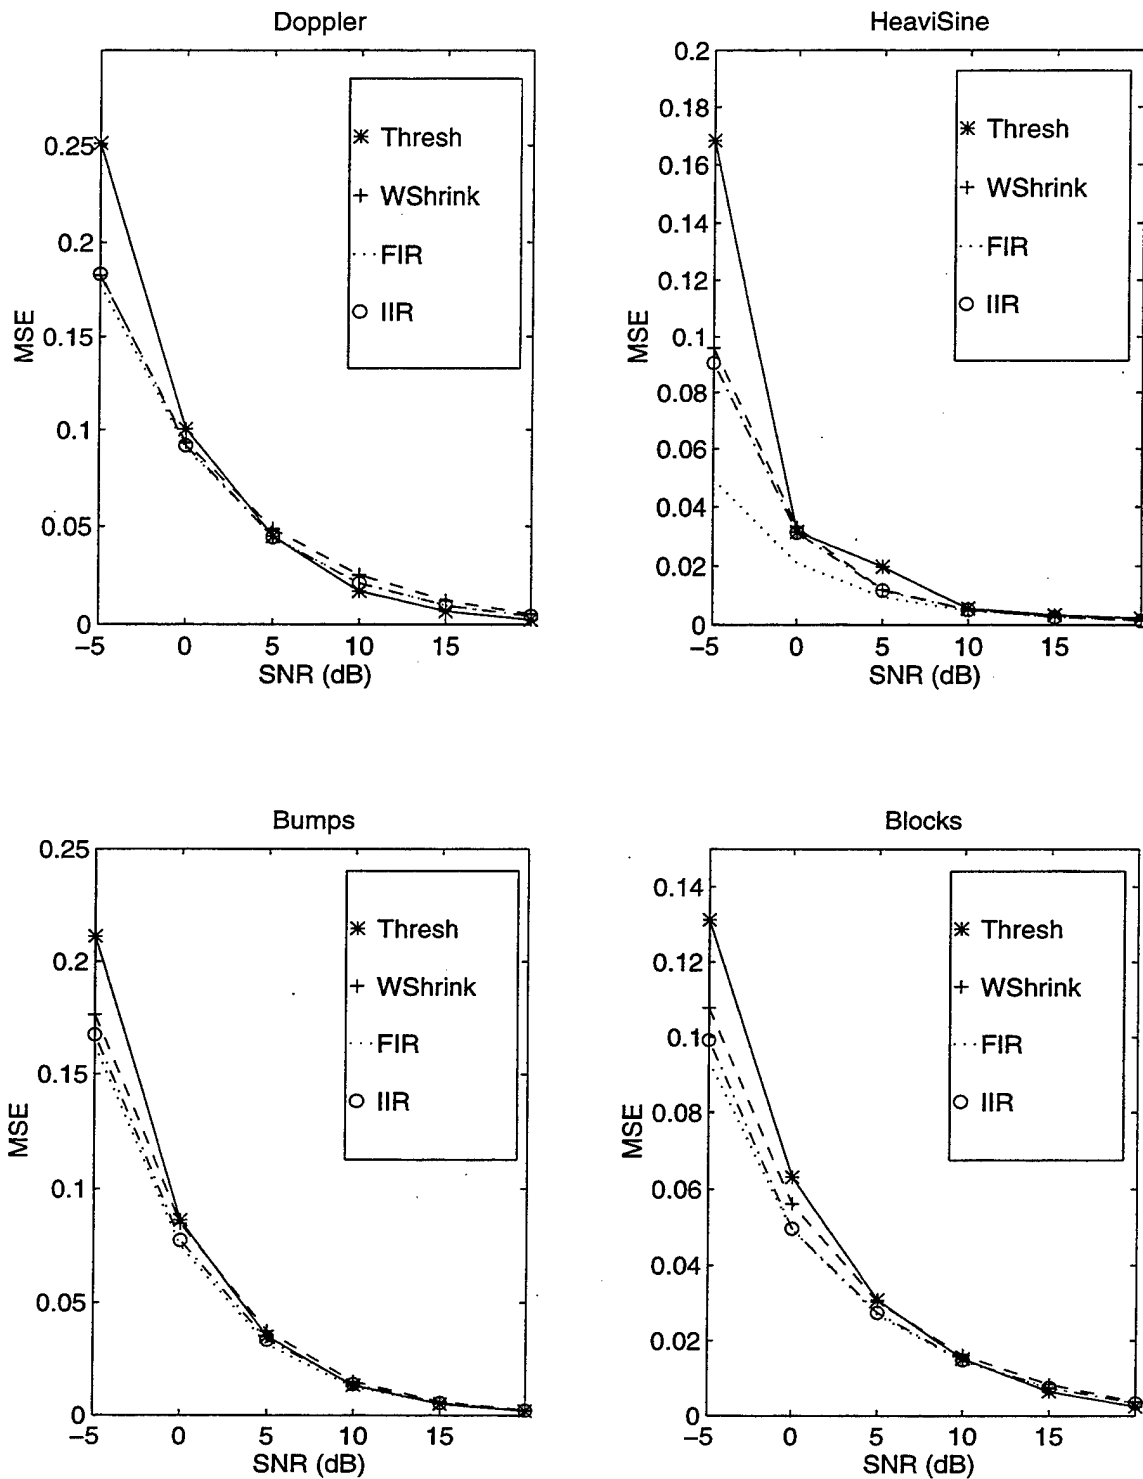 Doppler
0.25
0.2
0.15
0.1
0.05
0
MSE
-5
0
5
10
15
SNR (dB)
Thresh
WShrink
FIR
IIR
HeaviSine
0.2
0.18
0.16
0.14
0.12
0.1
0.08
0.06
0.04
0.02
0
MSE
-5
0
5
10
15
SNR (dB)
Thresh
WShrink
FIR
IIR
Bumps
0.25
0.2
0.15
0.1
0.05
0
MSE
-5
0
5
10
15
SNR (dB)
Thresh
WShrink
FIR
IIR
Blocks
0.14
0.12
0.1
0.08
0.06
0.04
0.02
0
MSE
-5
0
5
10
15
SNR (dB)
Thresh
WShrink
FIR
IIR